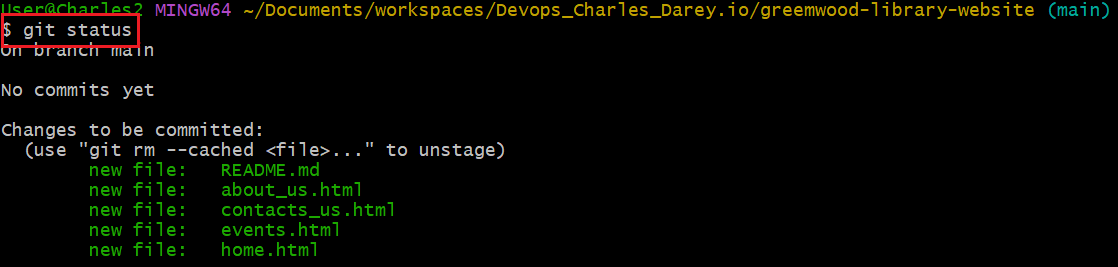 User@Charles2 MINGW64 ~/Documents/workspaces/Devops_Charles_Darey.io/greemwood-library-website (main)
$ git status
On branch main
No commits yet
Changes to be committed:
(use "git rm --cached <file>..." to unstage)
new file: README.md
new file: about_us.html
new file: contacts_us.html
new file: events.html
new file: home.html